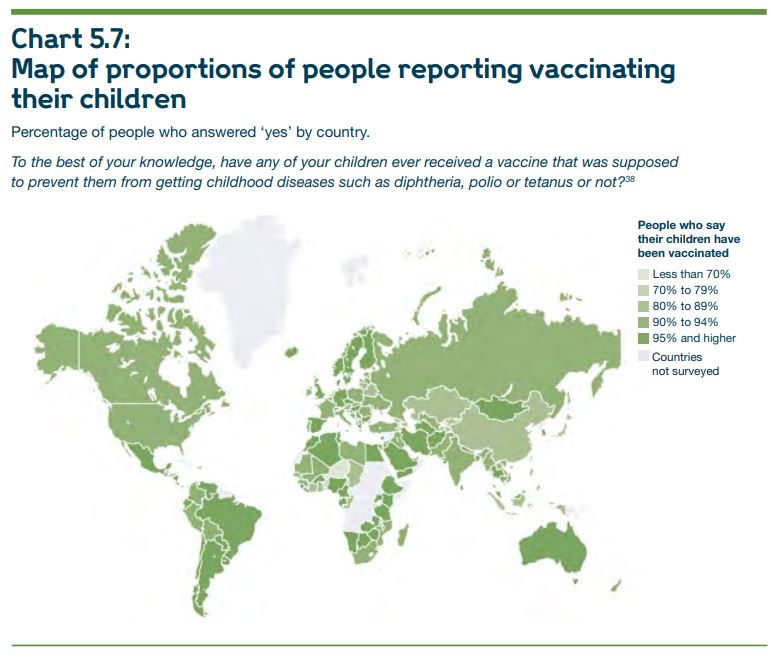 Chart 5.7:
Map of proportions of people reporting vaccinating
their children
Percentage of people who answered ‘yes’ by country.
To the best of your knowledge, have any of your children ever received a vaccine that was supposed
to prevent them from getting childhood diseases such as diphtheria, polio or tetanus or not?³⁸
People who say
their children have
been vaccinated
Less than 70%
70% to 79%
80% to 89%
90% to 94%
95% and higher
Countries
not surveyed